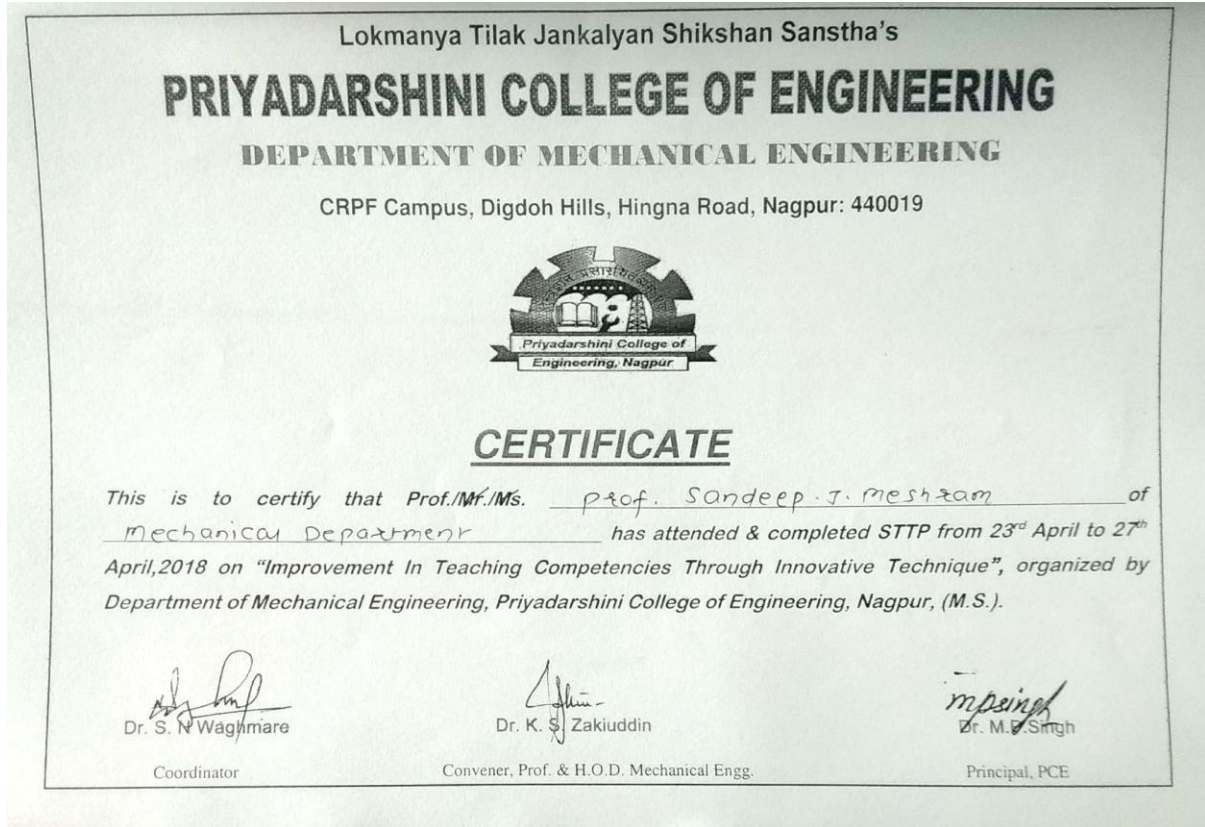 Lokmanya Tilak Jankalyan Shikshan Sanstha's
PRIYADARSHINI COLLEGE OF ENGINEERING
DEPARTMENT OF MECHANICAL ENGINEERING
CRPF Campus, Digdoh Hills, Hingna Road, Nagpur: 440019
Priyadarshini College of
Engineering, Nagpur
CERTIFICATE
This is to certify that Prof./Mr./Ms. Prof. Sandeep. J. Meshram of
Mechanical Department has attended & completed STTP from 23rd April to 27th
April,2018 on "Improvement In Teaching Competencies Through Innovative Technique", organized by
Department of Mechanical Engineering, Priyadarshini College of Engineering, Nagpur, (M.S.).
mpsingh
Dr. S. N Waghmare Dr. K. S. Zakiuddin Dr. M.P.Singh
Coordinator Convener, Prof. & H.O.D. Mechanical Engg. Principal, PCE